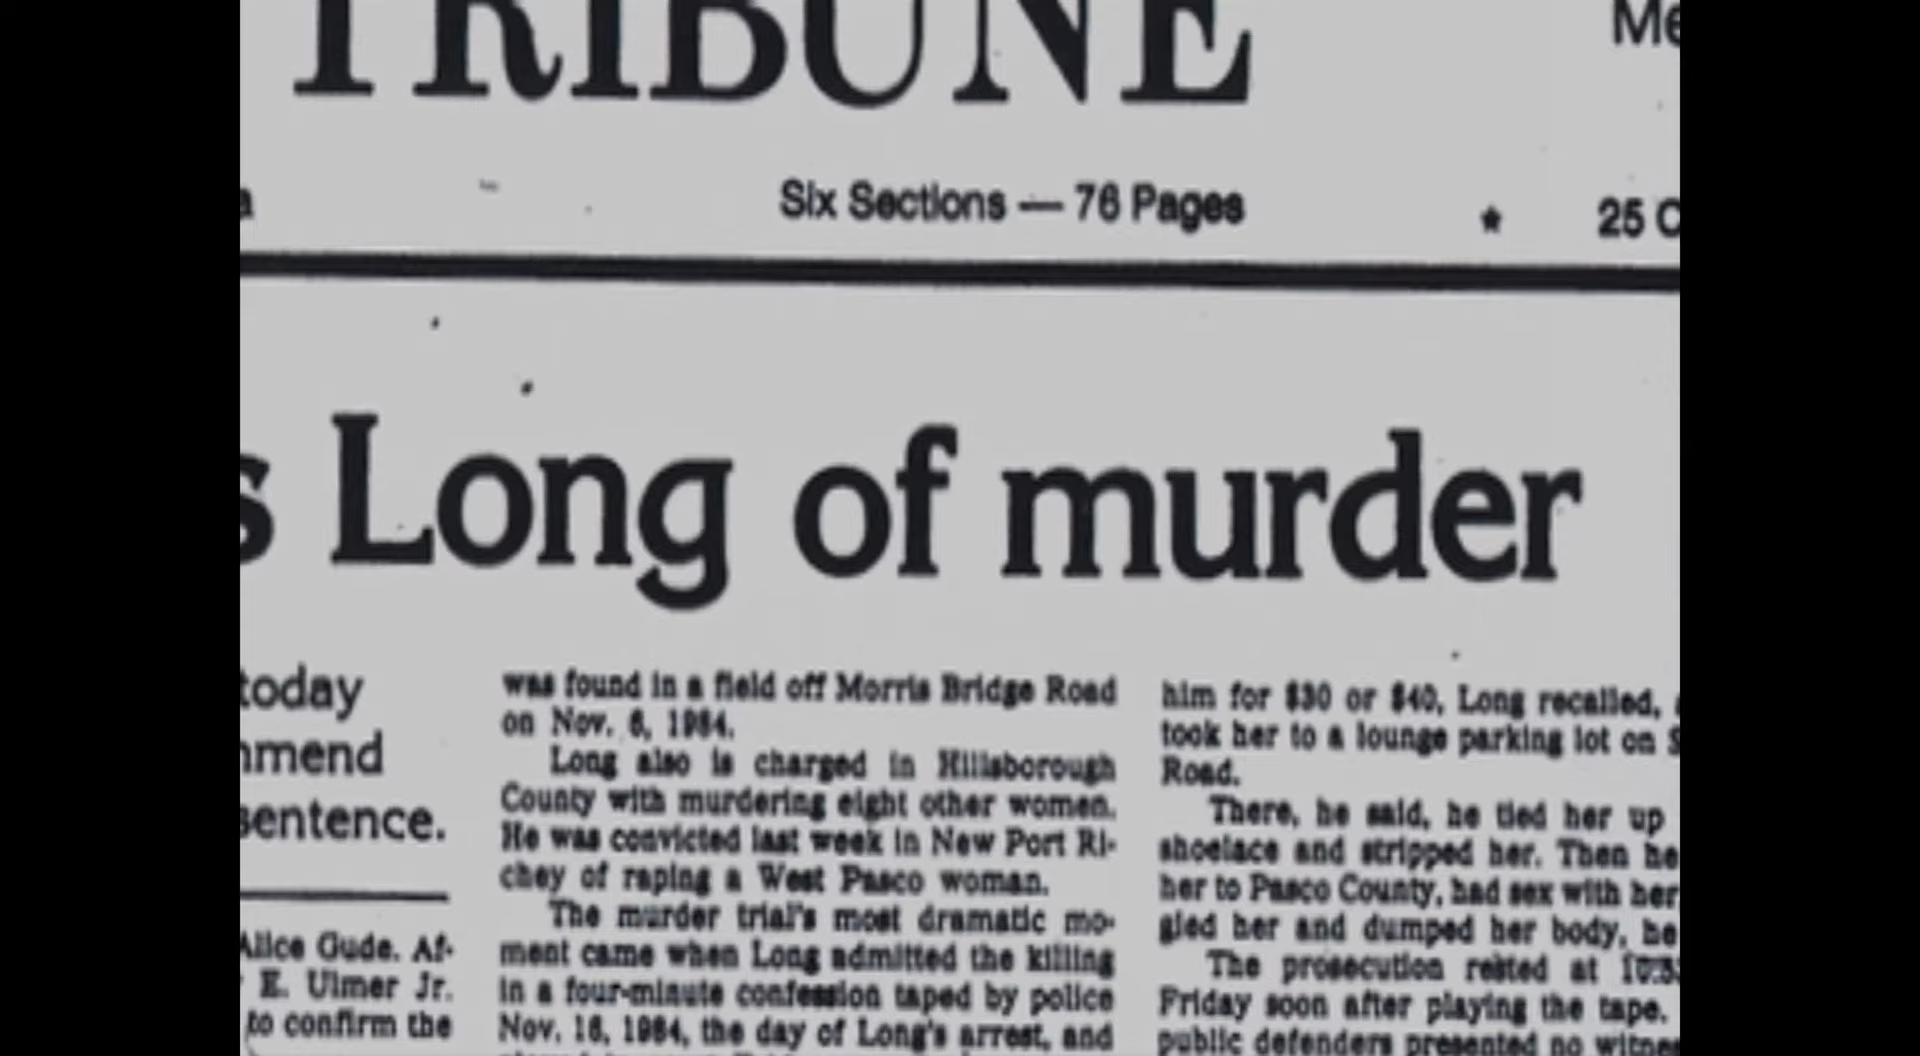 TRIBUNE
Six Sections — 76 Pages
★
25
Long of murder
today
sentence.
Alice Gude. Af-
E. Ulmer Jr.
to confirm the
was found in a field off Morris Bridge Road
on Nov. 6, 1984.
Long also is charged in Hillsborough
County with murdering eight other women.
He was convicted last week in New Port Ri-
chey of raping a West Pasco woman.
The murder trial's most dramatic mo-
ment came when Long admitted the killing
in a four-minute confession taped by police
Nov. 16, 1984, the day of Long's arrest, and
him for $30 or $40, Long recalled,
took her to a lounge parking lot on
Road.
There, he said, he tied her up
shoelace and stripped her. Then he
her to Pasco County, had sex with her
gled her and dumped her body, he
The prosecution rested at
Friday soon after playing the tape.
public defenders presented no